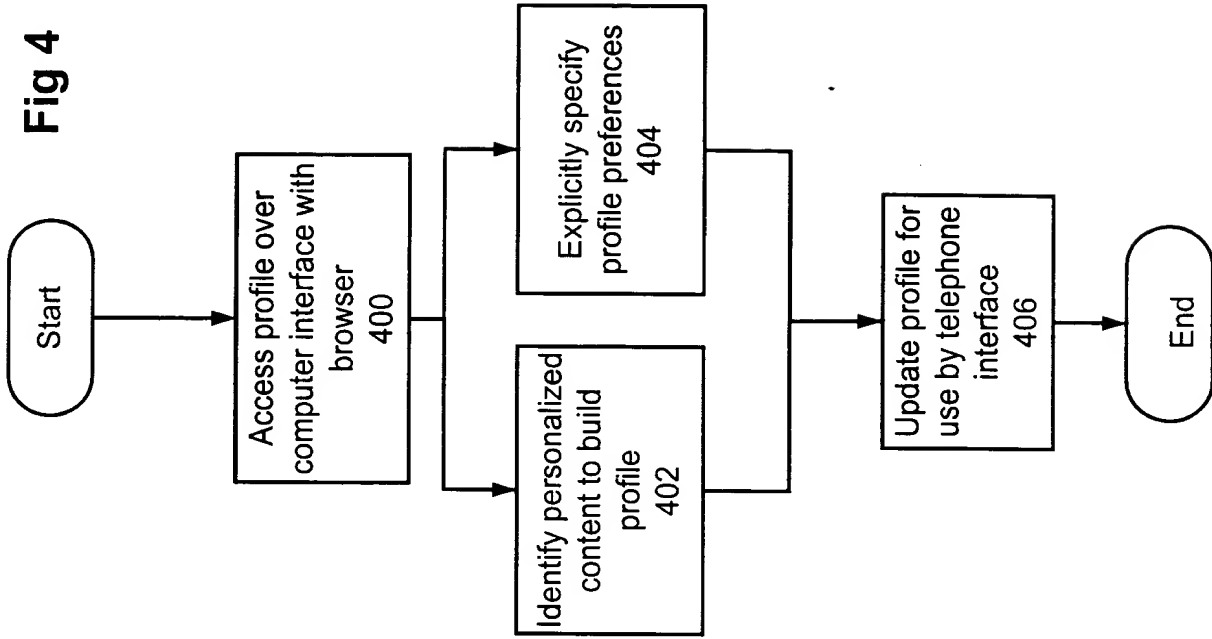 Fig 4
Start
Access profile over
computer interface with
browser
400
Identify personalized
content to build
profile
402
Explicitly specify
profile preferences
404
Update profile for
use by telephone
interface
406
End